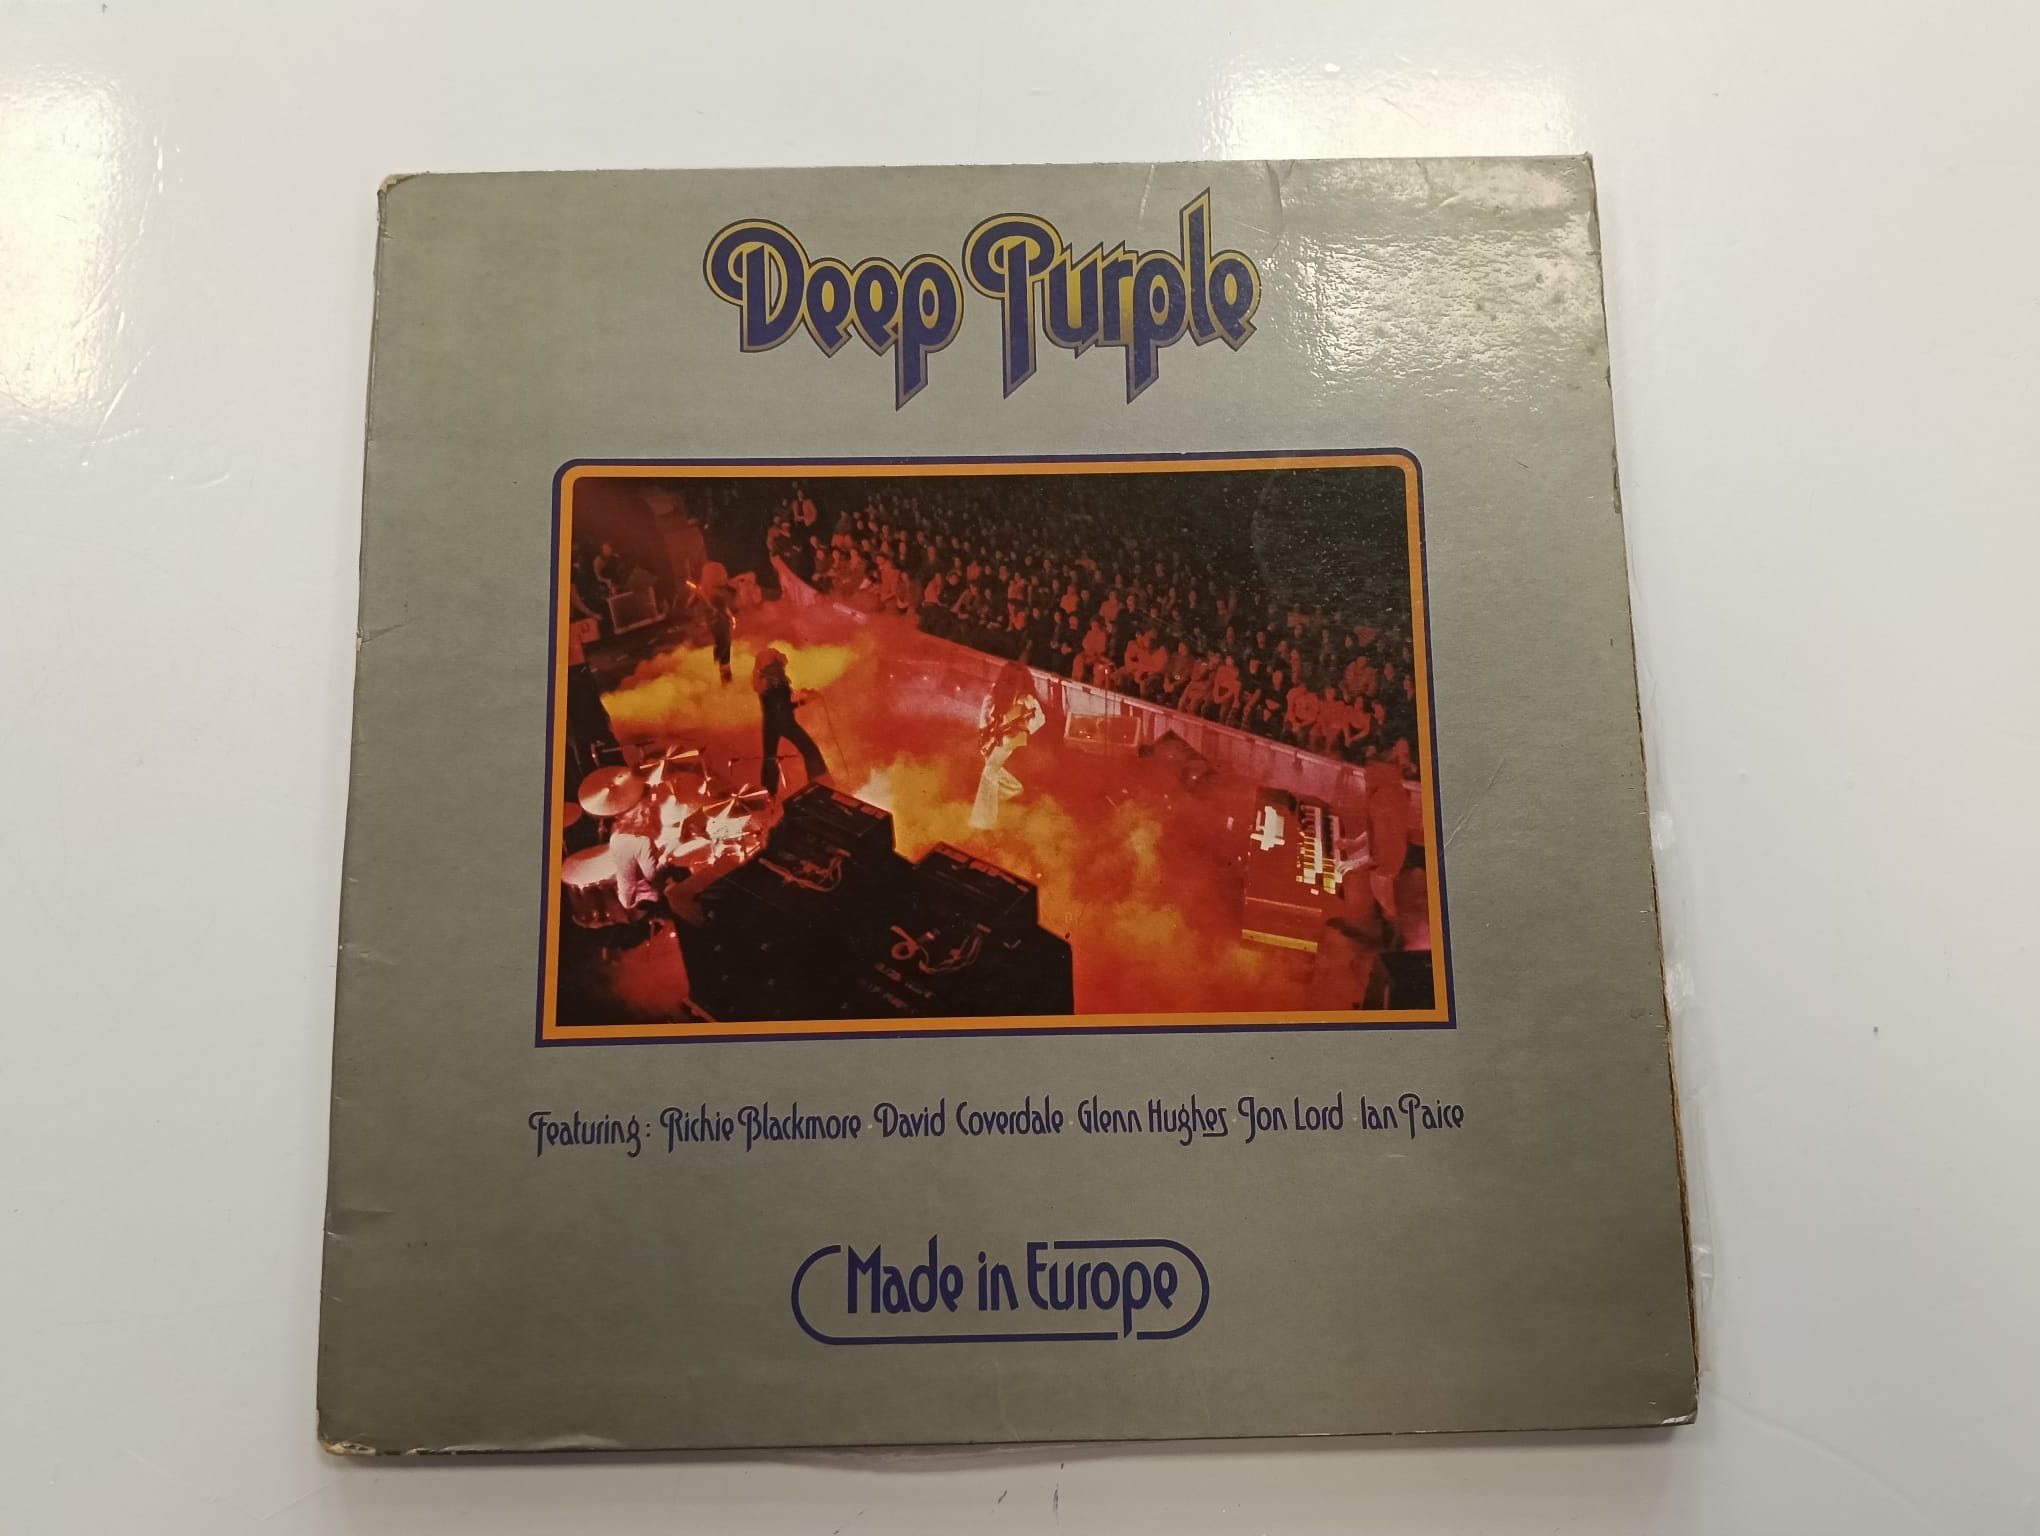 Deep Purple
Featuring: Richie Blackmore · David Coverdale · Glenn Hughes · Jon Lord · Ian Paice
Made in Europe